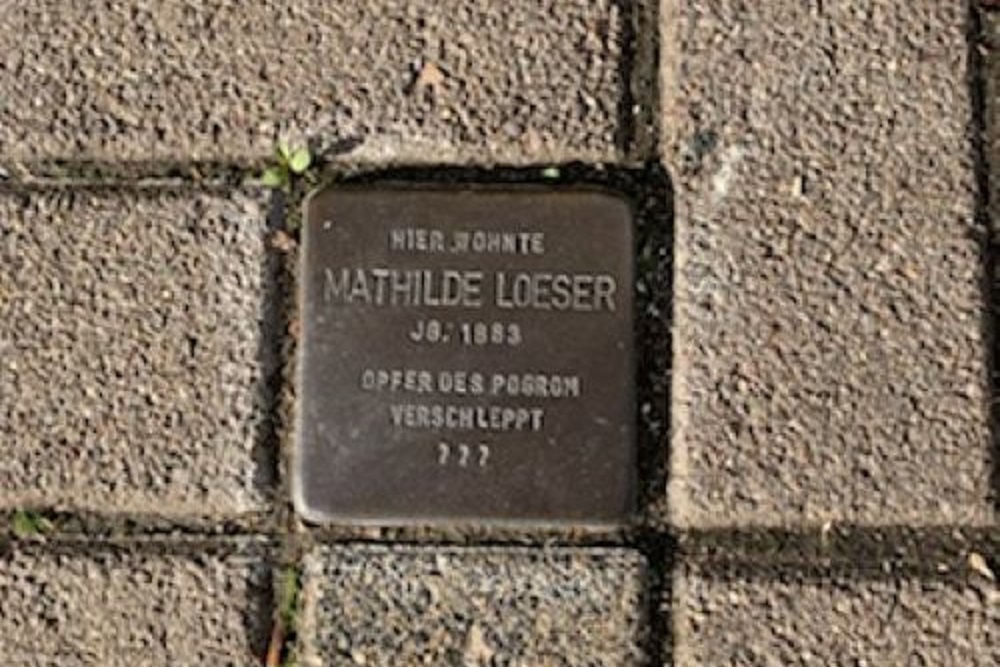 HIER WOHNTE
MATHILDE LOESER
JG. 1883
OPFER DES POGROM
VERSCHLEPPT
???